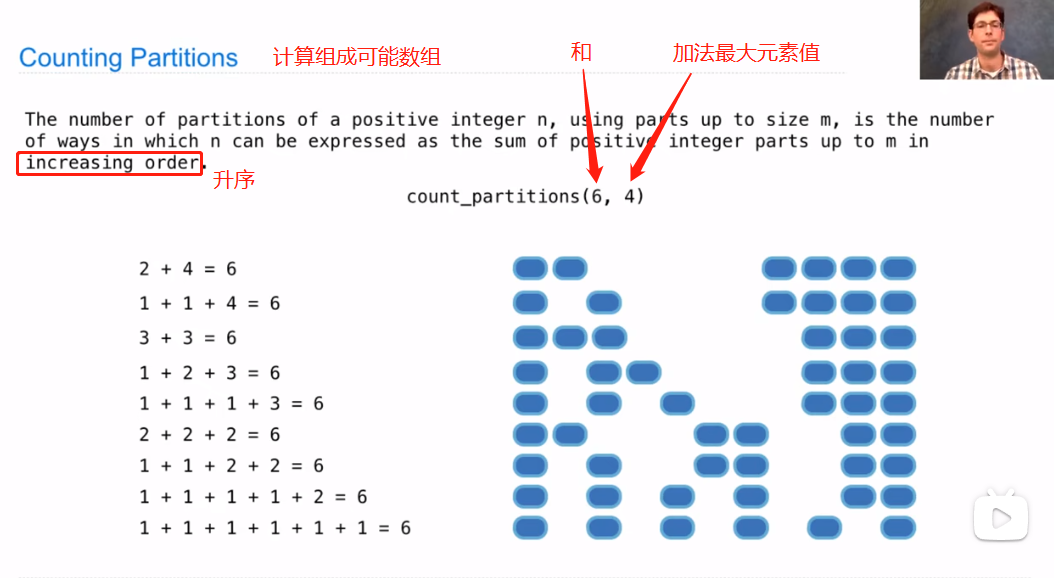 Counting Partitions 计算组成可能数组 和 加法最大元素值
The number of partitions of a positive integer n, using parts up to size m, is the number
of ways in which n can be expressed as the sum of positive integer parts up to m in
increasing order.
升序
count_partitions(6, 4)
2 + 4 = 6
1 + 1 + 4 = 6
3 + 3 = 6
1 + 2 + 3 = 6
1 + 1 + 1 + 3 = 6
2 + 2 + 2 = 6
1 + 1 + 2 + 2 = 6
1 + 1 + 1 + 1 + 2 = 6
1 + 1 + 1 + 1 + 1 + 1 = 6